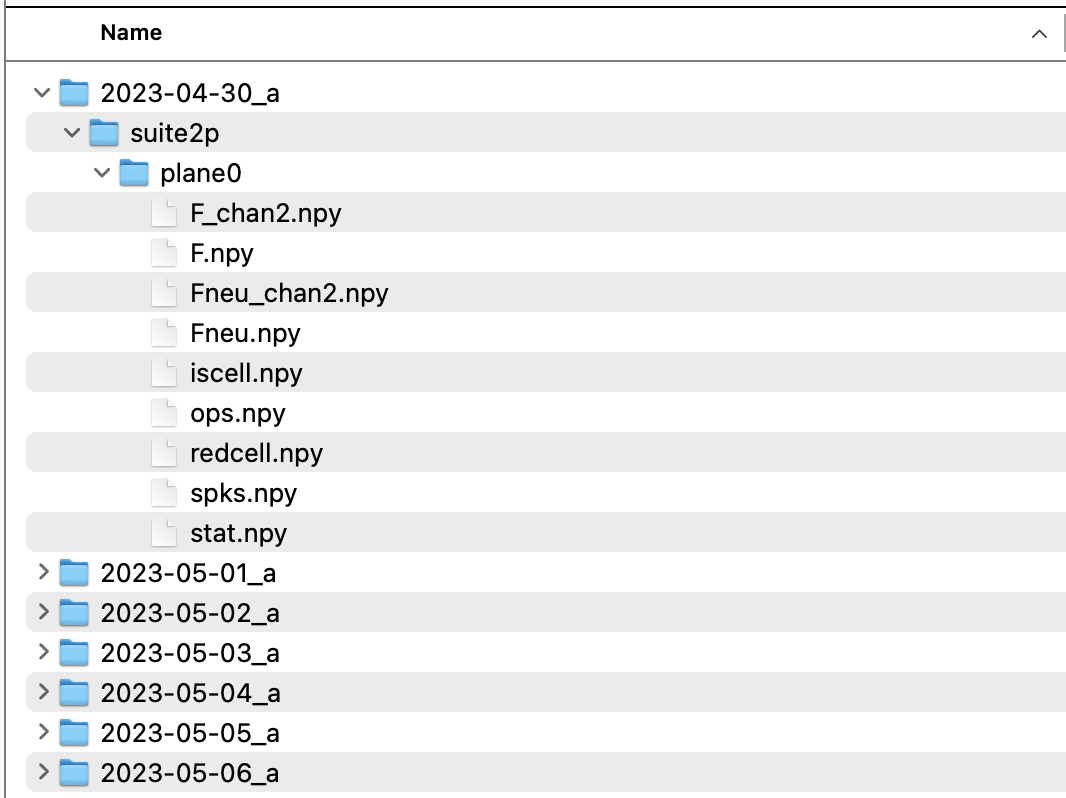 Name
2023-04-30_a
suite2p
plane0
F_chan2.npy
F.npy
Fneu_chan2.npy
Fneu.npy
iscell.npy
ops.npy
redcell.npy
spks.npy
stat.npy
2023-05-01_a
2023-05-02_a
2023-05-03_a
2023-05-04_a
2023-05-05_a
2023-05-06_a